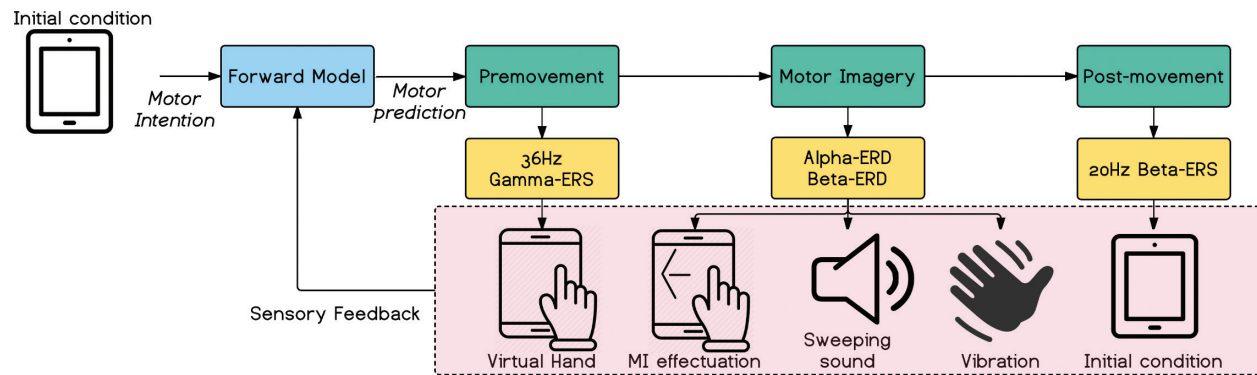 Initial condition
Motor
Intention
Forward Model
Motor
prediction
Premovement
Motor Imagery
Post-movement
36Hz
Gamma-ERS
Alpha-ERD
Beta-ERD
20Hz Beta-ERS
Sensory Feedback
Virtual Hand
MI effectuation
Sweeping
sound
Vibration
Initial condition